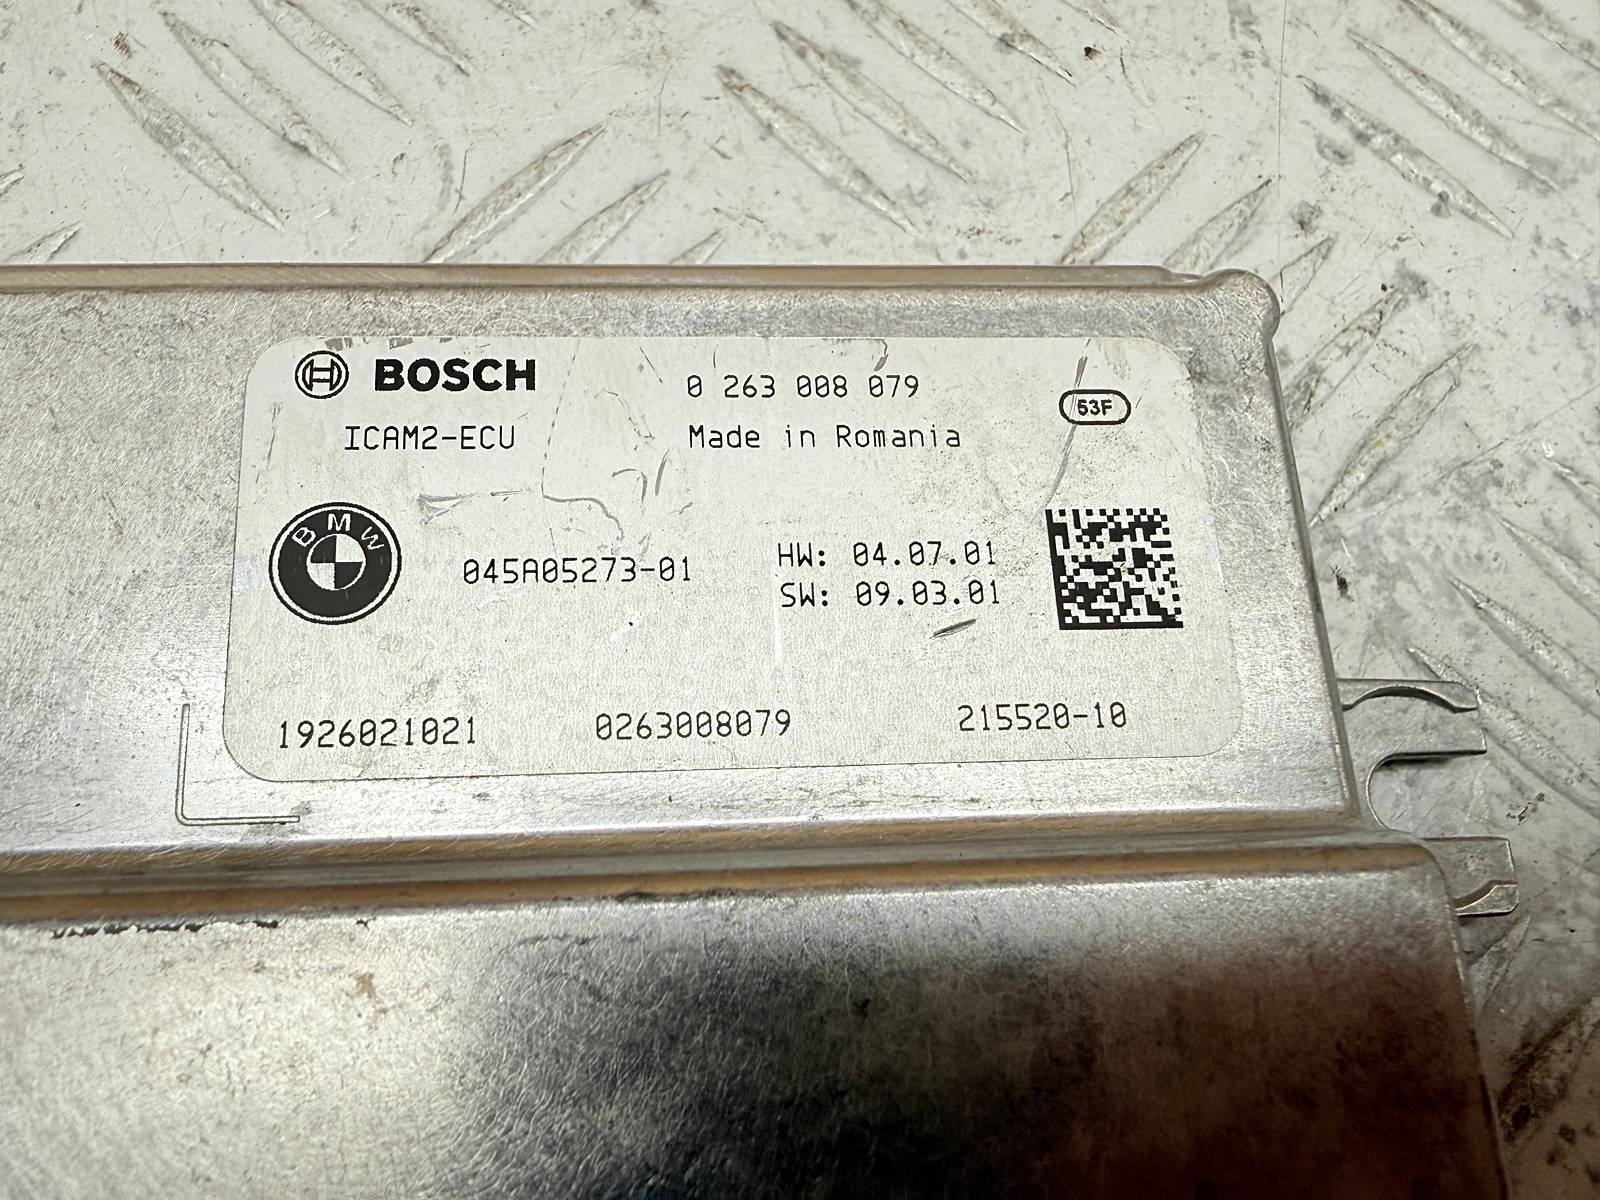 BOSCH
0 263 008 079
53F
ICAM2-ECU
Made in Romania
BMW
045A05273-01
HW: 04.07.01
SW: 09.03.01
1926021021
0263008079
215520-10